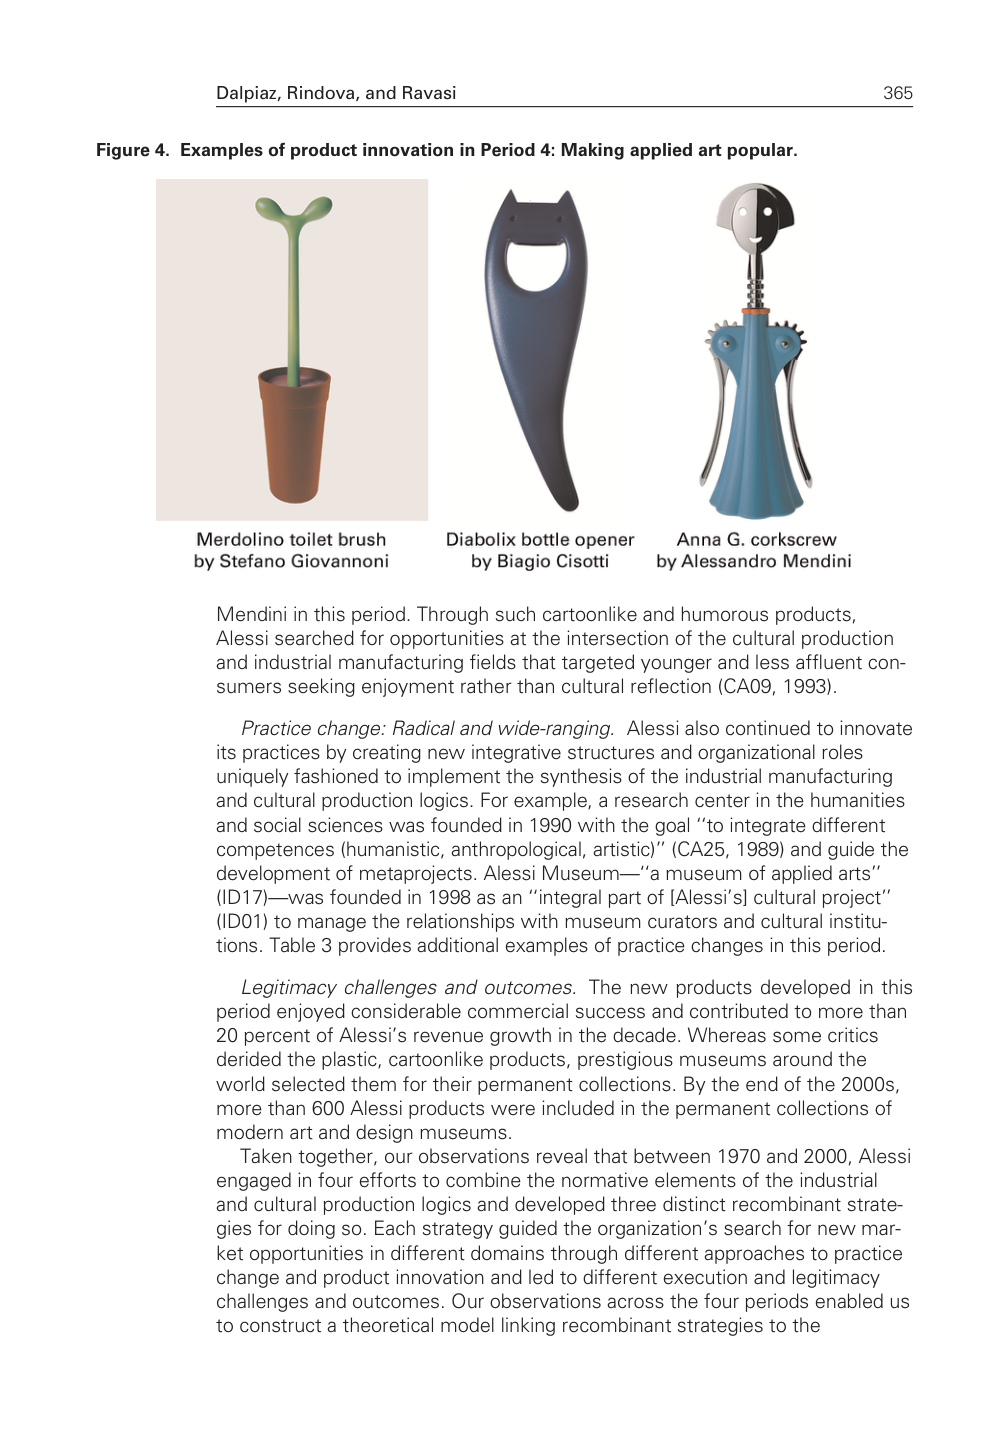 Dalpiaz, Rindova, and Ravasi 365
Figure 4. Examples of product innovation in Period 4: Making applied art popular.
Merdolino toilet brush
by Stefano Giovannoni
Diabolix bottle opener
by Biagio Cisotti
Anna G. corkscrew
by Alessandro Mendini
Mendini in this period. Through such cartoonlike and humorous products,
Alessi searched for opportunities at the intersection of the cultural production
and industrial manufacturing fields that targeted younger and less affluent con-
sumers seeking enjoyment rather than cultural reflection (CA09, 1993).
Practice change: Radical and wide-ranging. Alessi also continued to innovate
its practices by creating new integrative structures and organizational roles
uniquely fashioned to implement the synthesis of the industrial manufacturing
and cultural production logics. For example, a research center in the humanities
and social sciences was founded in 1990 with the goal ‘‘to integrate different
competences (humanistic, anthropological, artistic)’’ (CA25, 1989) and guide the
development of metaprojects. Alessi Museum—‘‘a museum of applied arts’’
(ID17)—was founded in 1998 as an ‘‘integral part of [Alessi’s] cultural project’’
(ID01) to manage the relationships with museum curators and cultural institu-
tions. Table 3 provides additional examples of practice changes in this period.
Legitimacy challenges and outcomes. The new products developed in this
period enjoyed considerable commercial success and contributed to more than
20 percent of Alessi’s revenue growth in the decade. Whereas some critics
derided the plastic, cartoonlike products, prestigious museums around the
world selected them for their permanent collections. By the end of the 2000s,
more than 600 Alessi products were included in the permanent collections of
modern art and design museums.
Taken together, our observations reveal that between 1970 and 2000, Alessi
engaged in four efforts to combine the normative elements of the industrial
and cultural production logics and developed three distinct recombinant strate-
gies for doing so. Each strategy guided the organization’s search for new mar-
ket opportunities in different domains through different approaches to practice
change and product innovation and led to different execution and legitimacy
challenges and outcomes. Our observations across the four periods enabled us
to construct a theoretical model linking recombinant strategies to the